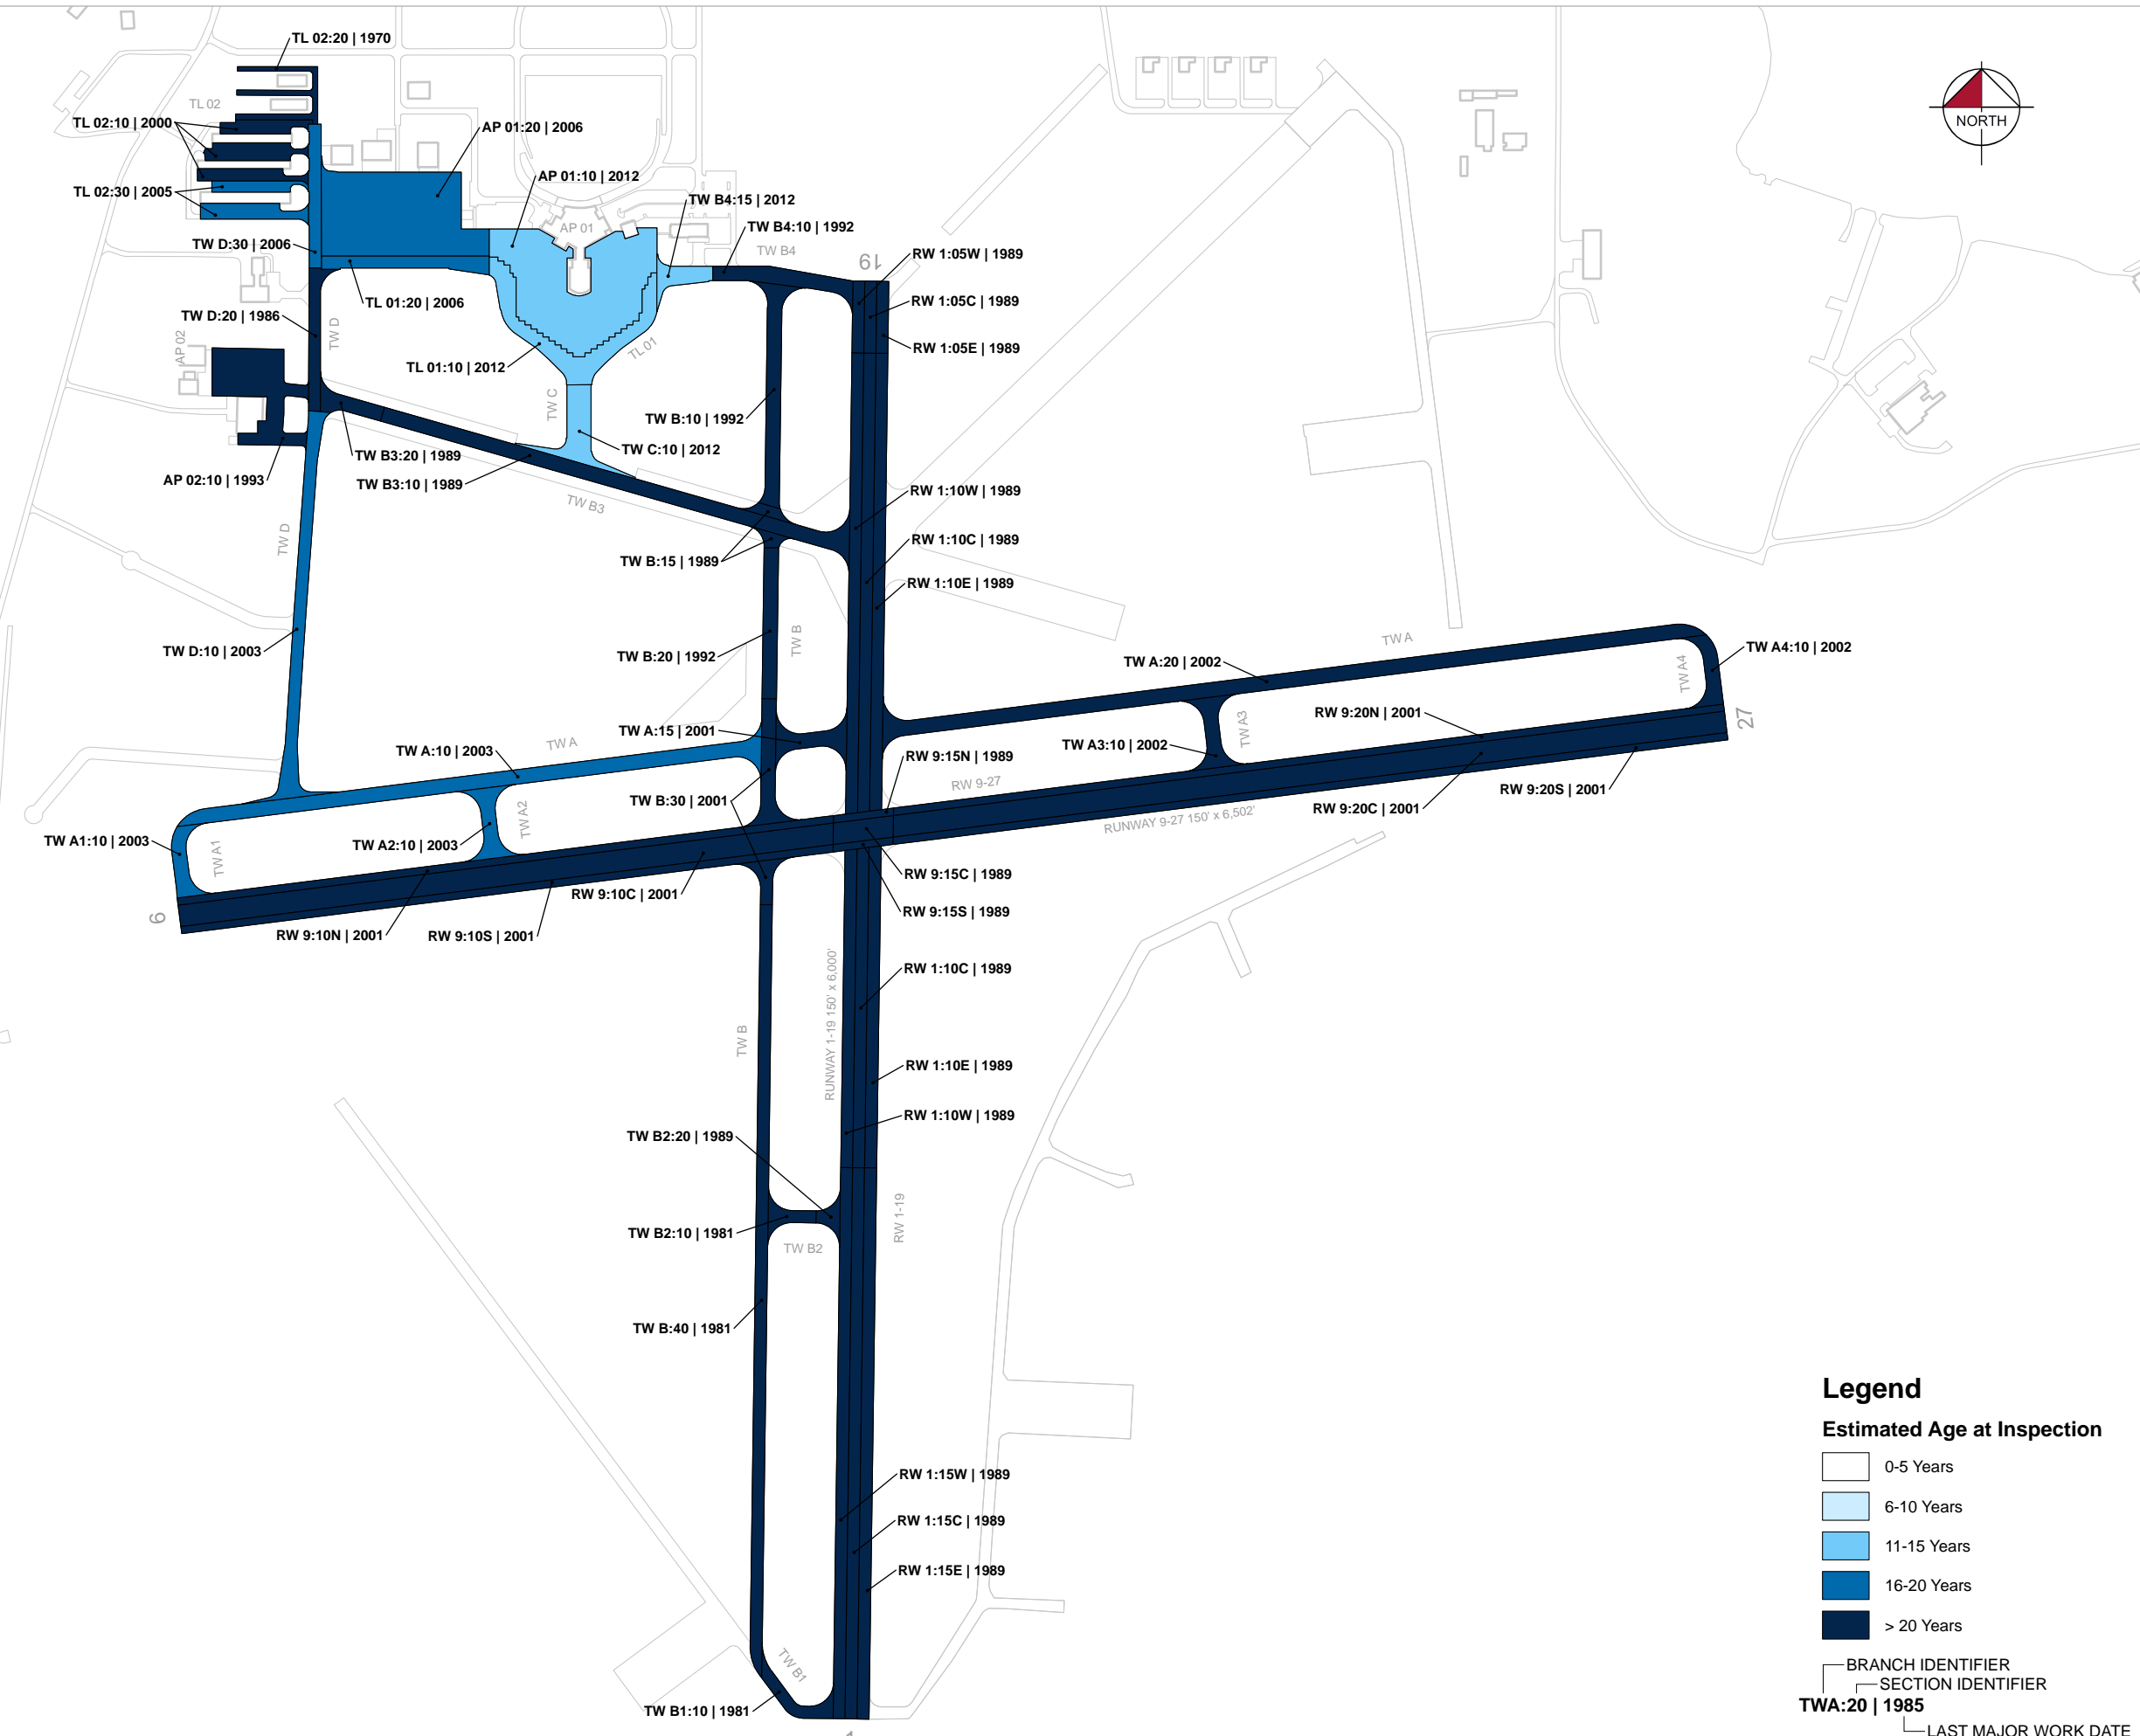 TL 02:20 | 1970
TL 02
TL 02:10 | 2000
AP 01:20 | 2006
AP 01:10 | 2012
TL 02:30 | 2005
TW B4:15 | 2012
TW B4:10 | 1992
AP 01
TW D:30 | 2006
TW B4
19
RW 1:05W | 1989
RW 1:05C | 1989
RW 1:05E | 1989
TL 01:20 | 2006
TW D:20 | 1986
TW D
AP 02
TL 01
TL 01:10 | 2012
TW C
TW B:10 | 1992
TW C:10 | 2012
TW B3:20 | 1989
TW B3:10 | 1989
AP 02:10 | 1993
TW B3
RW 1:10W | 1989
TW D
RW 1:10C | 1989
TW B:15 | 1989
RW 1:10E | 1989
TW D:10 | 2003
TW B:20 | 1992
TW B
TW A
TW A:20 | 2002
TW A4
TW A4:10 | 2002
RW 9:20N | 2001
27
TW A:15 | 2001
TW A3
TW A3:10 | 2002
TW A:10 | 2003
TW A
RW 9:15N | 1989
RW 9-27
RW 9:20S | 2001
RW 9:20C | 2001
RUNWAY 9-27 150' x 6,502'
TW B:30 | 2001
TW A2
TW A1:10 | 2003
TW A1
TW A2:10 | 2003
RW 9:15C | 1989
RW 9:10C | 2001
RW 9:15S | 1989
9
RW 9:10N | 2001
RW 9:10S | 2001
RW 1:10C | 1989
RUNWAY 1-19 150' x 6,000'
TW B
RW 1:10E | 1989
RW 1:10W | 1989
TW B2:20 | 1989
RW 1-19
TW B2:10 | 1981
TW B2
TW B:40 | 1981
RW 1:15W | 1989
RW 1:15C | 1989
RW 1:15E | 1989
TW B1
TW B1:10 | 1981
NORTH
Legend
Estimated Age at Inspection
0-5 Years
6-10 Years
11-15 Years
16-20 Years
> 20 Years
BRANCH IDENTIFIER
SECTION IDENTIFIER
TWA:20 | 1985
LAST MAJOR WORK DATE